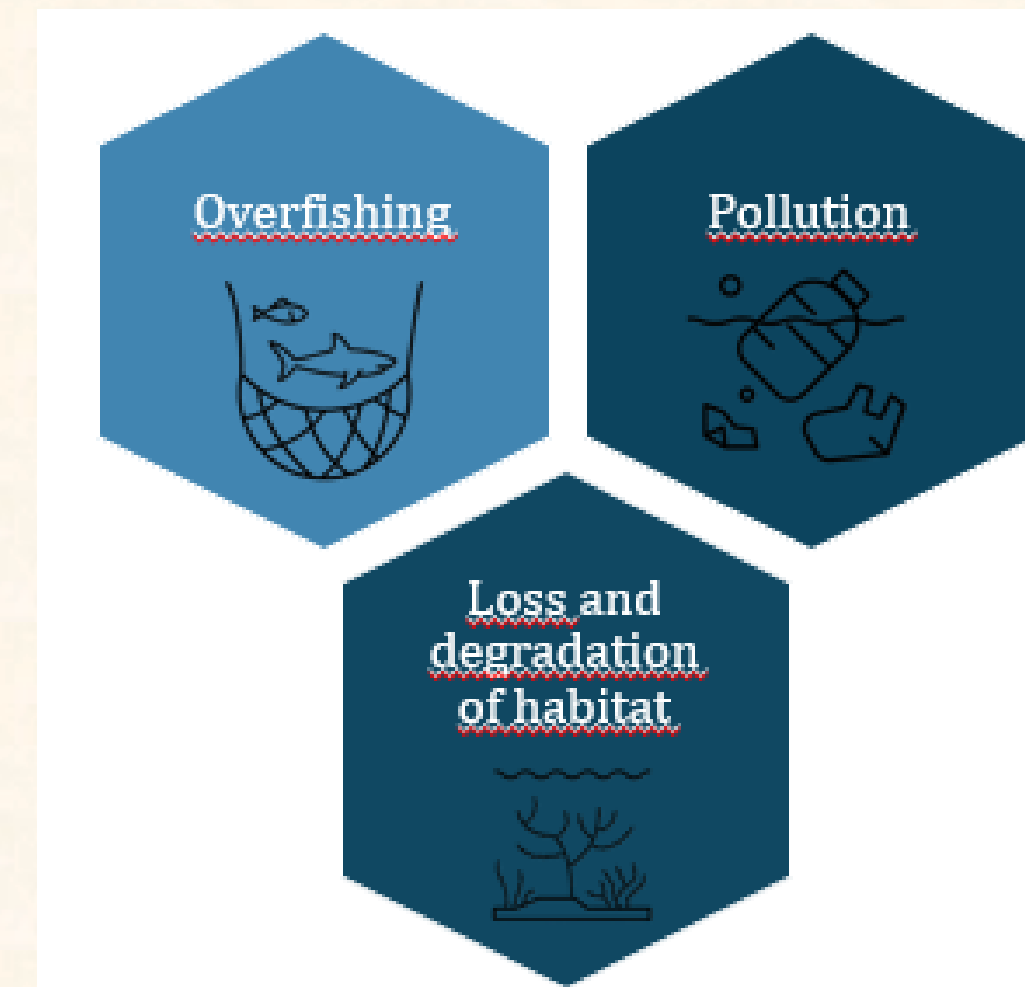 Overfishing
Pollution
Loss and
degradation
of habitat